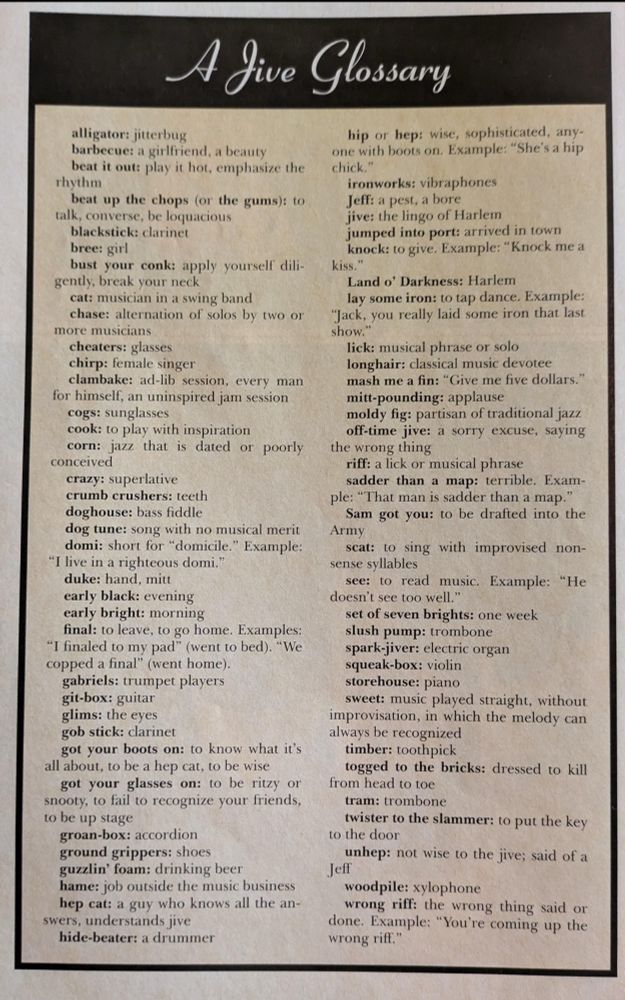 A Jive Glossary
alligator: jitterbug
barbecue: a girlfriend, a beauty
beat it out: play it hot, emphasize the
rhythm
beat up the chops (or the gums): to
talk, converse, be loquacious
blackstick: clarinet
bree: girl
bust your conk: apply yourself dili-
gently, break your neck
cat: musician in a swing band
chase: alternation of solos by two or
more musicians
cheaters: glasses
chirp: female singer
clambake: ad-lib session, every man
for himself, an uninspired jam session
cogs: sunglasses
cook: to play with inspiration
corn: jazz that is dated or poorly
conceived
crazy: superlative
crumb crushers: teeth
doghouse: bass fiddle
dog tune: song with no musical merit
domi: short for "domicile." Example:
"I live in a righteous domi."
duke: hand, mitt
early black: evening
early bright: morning
final: to leave, to go home. Examples:
"I finaled to my pad" (went to bed). "We
copped a final" (went home).
gabriels: trumpet players
git-box: guitar
glims: the eyes
gob stick: clarinet
got your boots on: to know what it's
all about, to be a hep cat, to be wise
got your glasses on: to be ritzy or
snooty, to fail to recognize your friends,
to be up stage
groan-box: accordion
ground grippers: shoes
guzzlin' foam: drinking beer
hame: job outside the music business
hep cat: a guy who knows all the an-
swers, understands jive
hide-beater: a drummer
hip or hep: wise, sophisticated, any-
one with boots on. Example: "She's a hip
chick."
ironworks: vibraphones
Jeff: a pest, a bore
jive: the lingo of Harlem
jumped into port: arrived in town
knock: to give. Example: "Knock me a
kiss."
Land o' Darkness: Harlem
lay some iron: to tap dance. Example:
"Jack, you really laid some iron that last
show."
lick: musical phrase or solo
longhair: classical music devotee
mash me a fin: "Give me five dollars."
mitt-pounding: applause
moldy fig: partisan of traditional jazz
off-time jive: a sorry excuse, saying
the wrong thing
riff: a lick or musical phrase
sadder than a map: terrible. Exam-
ple: "That man is sadder than a map."
Sam got you: to be drafted into the
Army
scat: to sing with improvised non-
sense syllables
see: to read music. Example: "He
doesn't see too well."
set of seven brights: one week
slush pump: trombone
spark-jiver: electric organ
squeak-box: violin
storehouse: piano
sweet: music played straight, without
improvisation, in which the melody can
always be recognized
timber: toothpick
togged to the bricks: dressed to kill
from head to toe
tram: trombone
twister to the slammer: to put the key
to the door
unhep: not wise to the jive; said of a
Jeff
woodpile: xylophone
wrong riff: the wrong thing said or
done. Example: "You're coming up the
wrong riff."